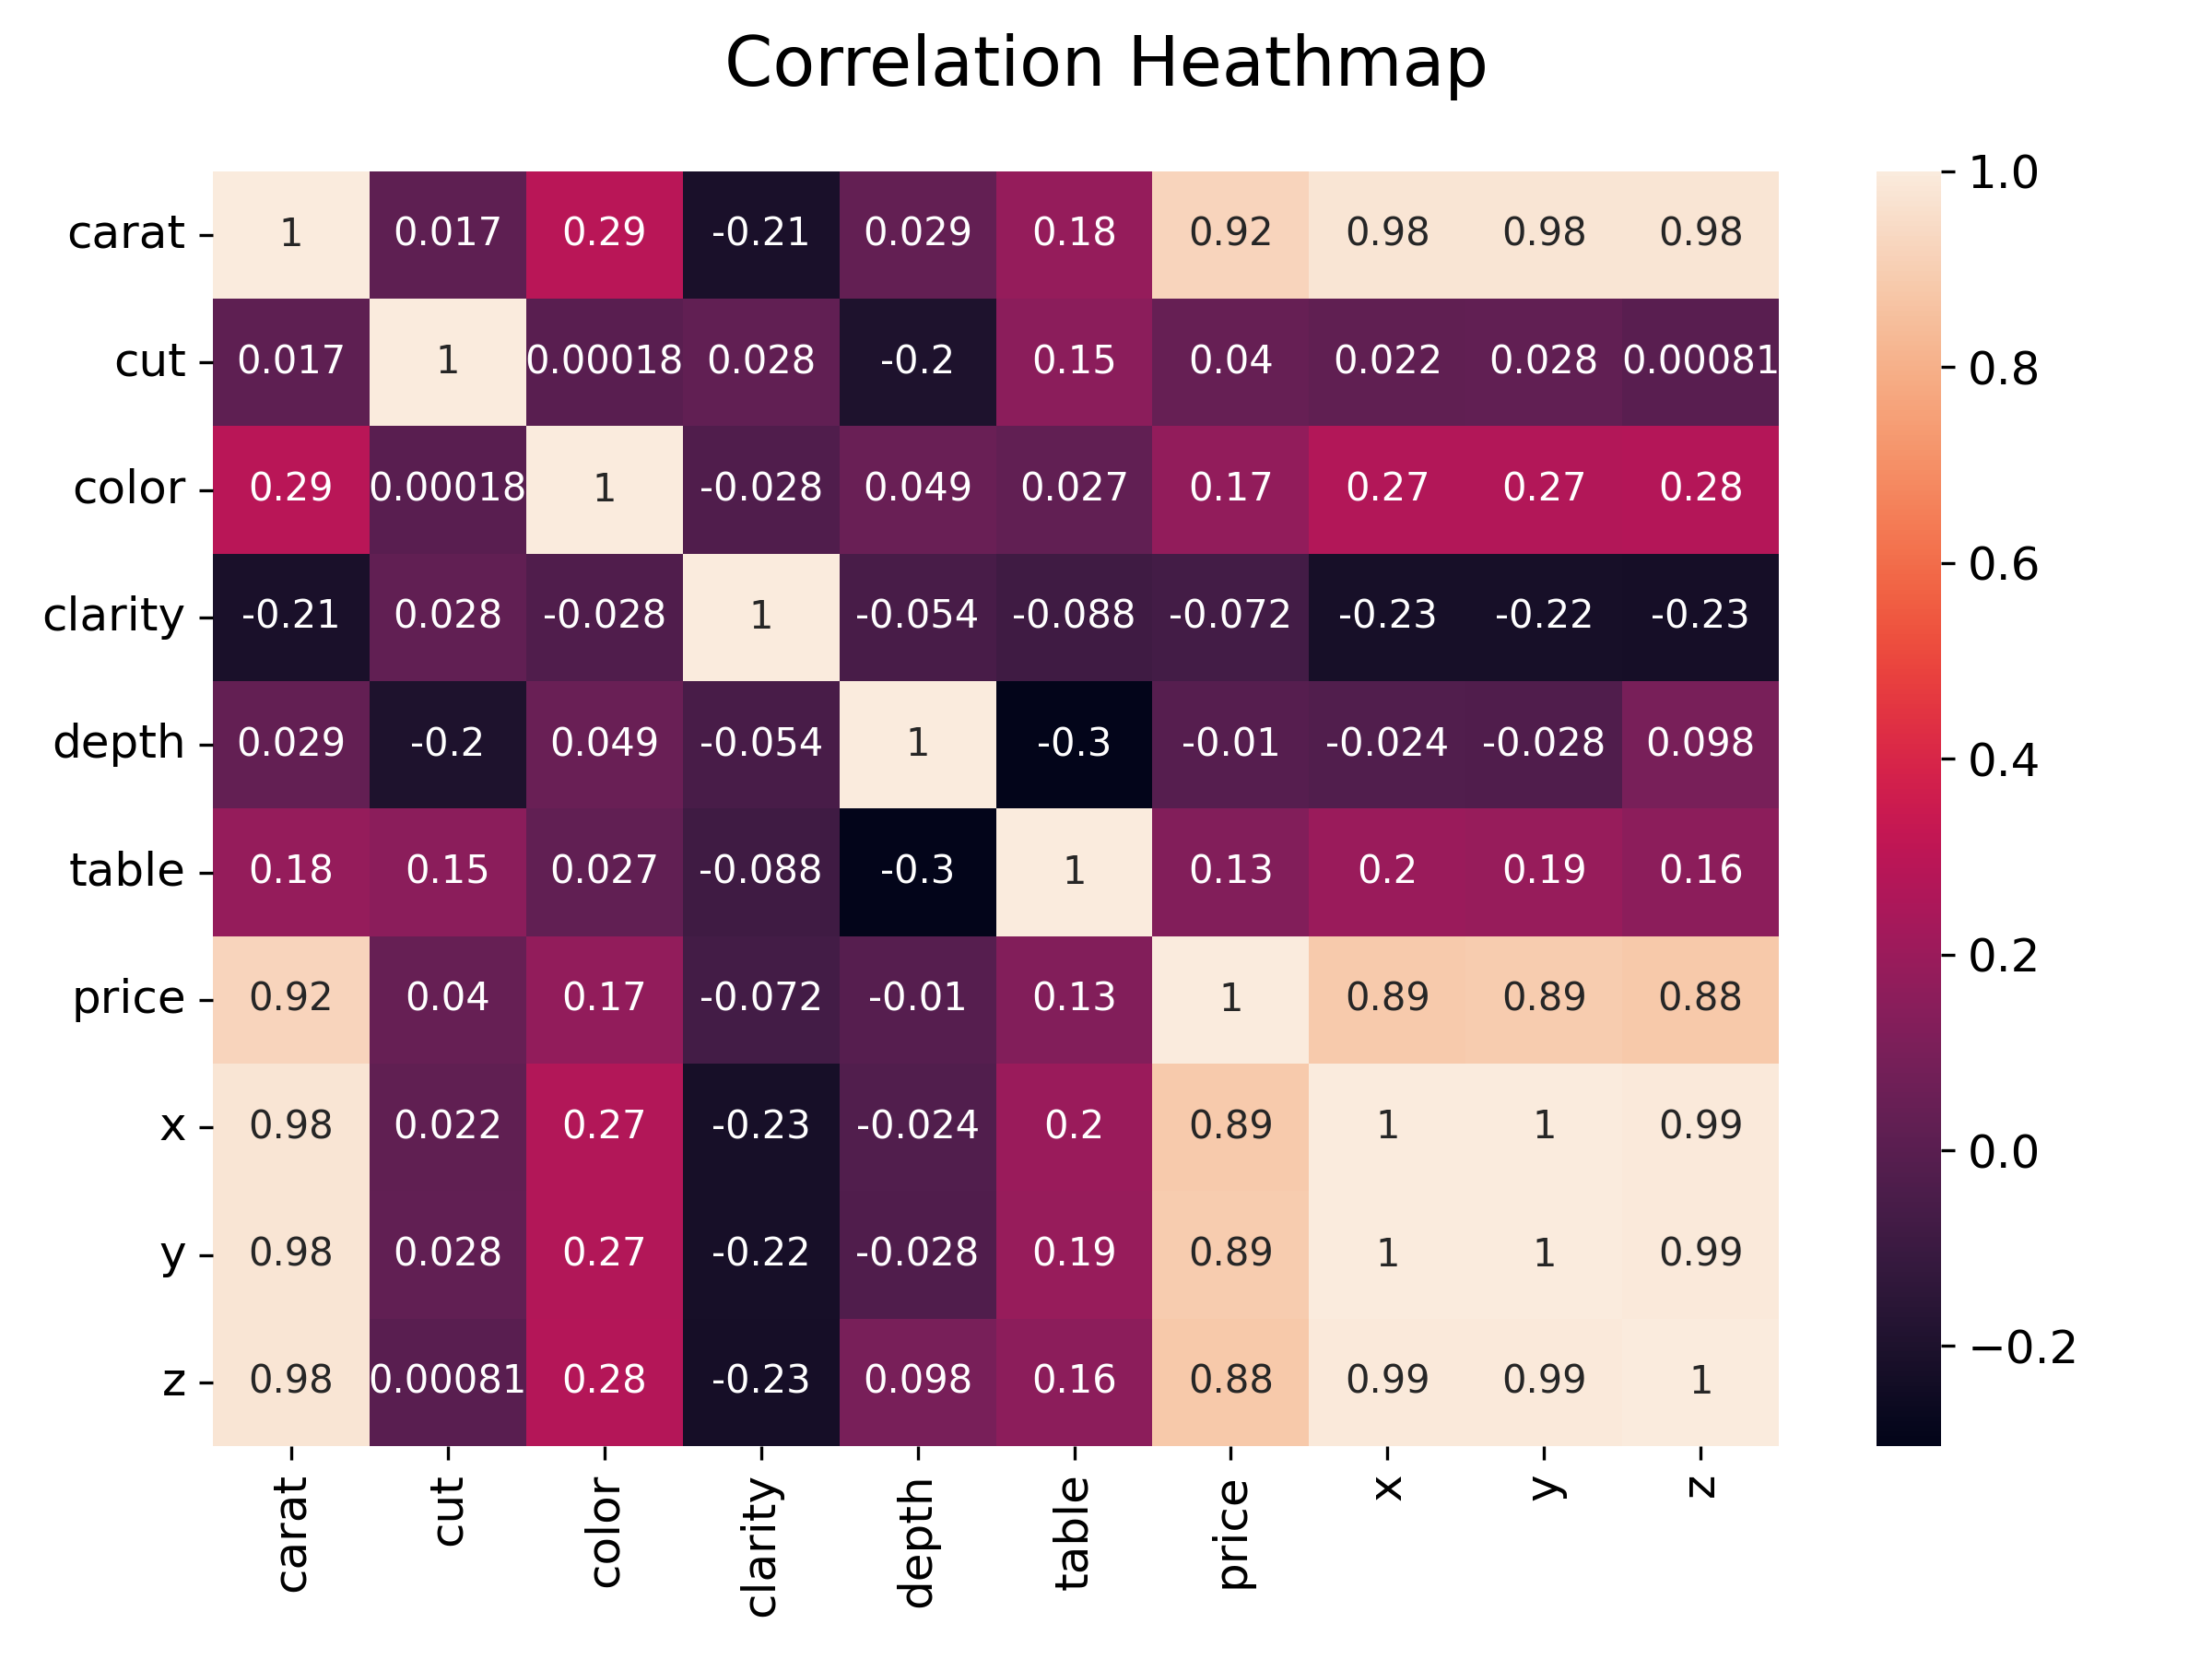 Correlation Heathmap
carat 1 0.017 0.29 -0.21 0.029 0.18 0.92 0.98 0.98 0.98
cut 0.017 1 0.00018 0.028 -0.2 0.15 0.04 0.022 0.028 0.00081
color 0.29 0.00018 1 -0.028 0.049 0.027 0.17 0.27 0.27 0.28
clarity -0.21 0.028 -0.028 1 -0.054 -0.088 -0.072 -0.23 -0.22 -0.23
depth 0.029 -0.2 0.049 -0.054 1 -0.3 -0.01 -0.024 -0.028 0.098
table 0.18 0.15 0.027 -0.088 -0.3 1 0.13 0.2 0.19 0.16
price 0.92 0.04 0.17 -0.072 -0.01 0.13 1 0.89 0.89 0.88
x 0.98 0.022 0.27 -0.23 -0.024 0.2 0.89 1 1 0.99
y 0.98 0.028 0.27 -0.22 -0.028 0.19 0.89 1 1 0.99
z 0.98 0.00081 0.28 -0.23 0.098 0.16 0.88 0.99 0.99 1
carat cut color clarity depth table price x y z
1.0
0.8
0.6
0.4
0.2
0.0
−0.2